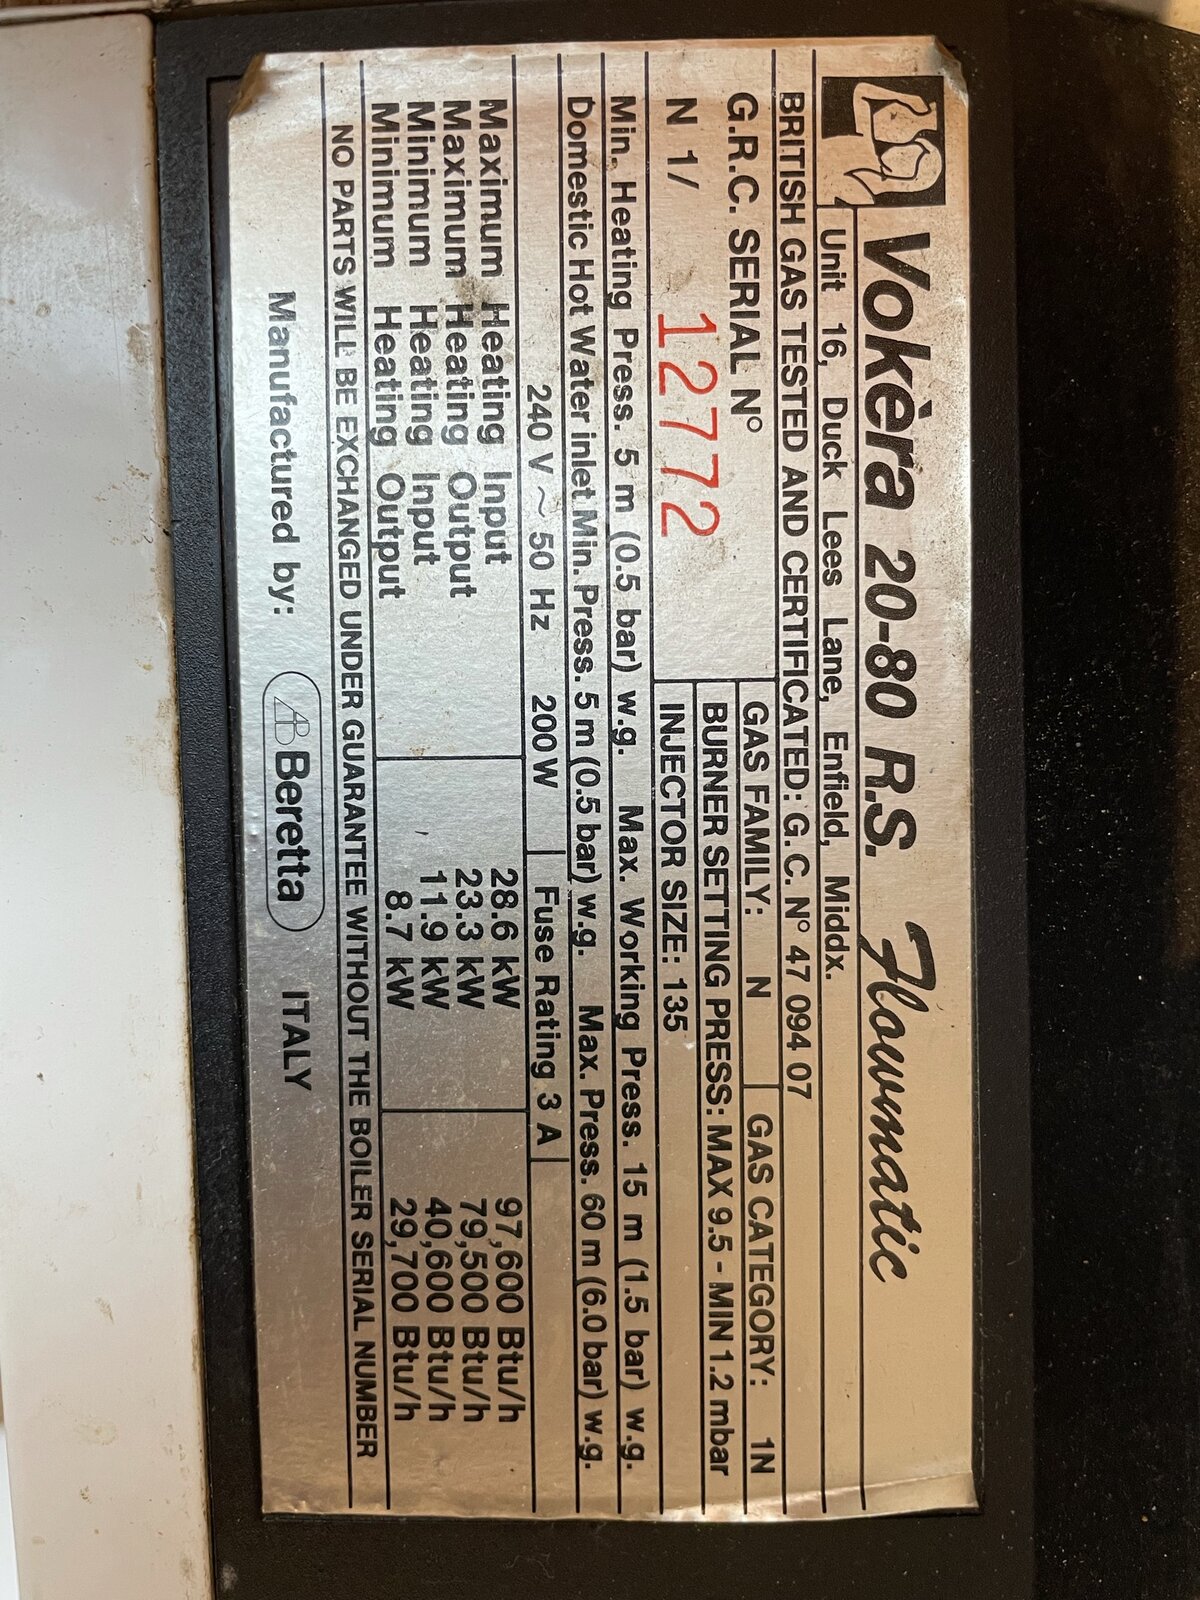 Vokèra 20-80 R.S. Flowmatic
Unit 16, Duck Lees Lane, Enfield, Middx.
BRITISH GAS TESTED AND CERTIFICATED: G. C. N° 47 094 07
G.R.C. SERIAL N°
N 1/ 12772
GAS FAMILY: N GAS CATEGORY: 1N
BURNER SETTING PRESS: MAX 9.5 - MIN 1.2 mbar
INJECTOR SIZE: 135
Min. Heating Press. 5 m (0.5 bar) w.g. Max. Working Press. 15 m (1.5 bar) w.g.
Domestic Hot Water inlet Min. Press. 5 m (0.5 bar) w.g. Max. Press. 60 m (6.0 bar) w.g.
240 V ~ 50 Hz 200 W Fuse Rating 3 A
Maximum Heating Input 28.6 kW 97,600 Btu/h
Maximum Heating Output 23.3 kW 79,500 Btu/h
Minimum Heating Input 11.9 kW 40,600 Btu/h
Minimum Heating Output 8.7 kW 29,700 Btu/h
NO PARTS WILL BE EXCHANGED UNDER GUARANTEE WITHOUT THE BOILER SERIAL NUMBER
Manufactured by: AB Beretta ITALY